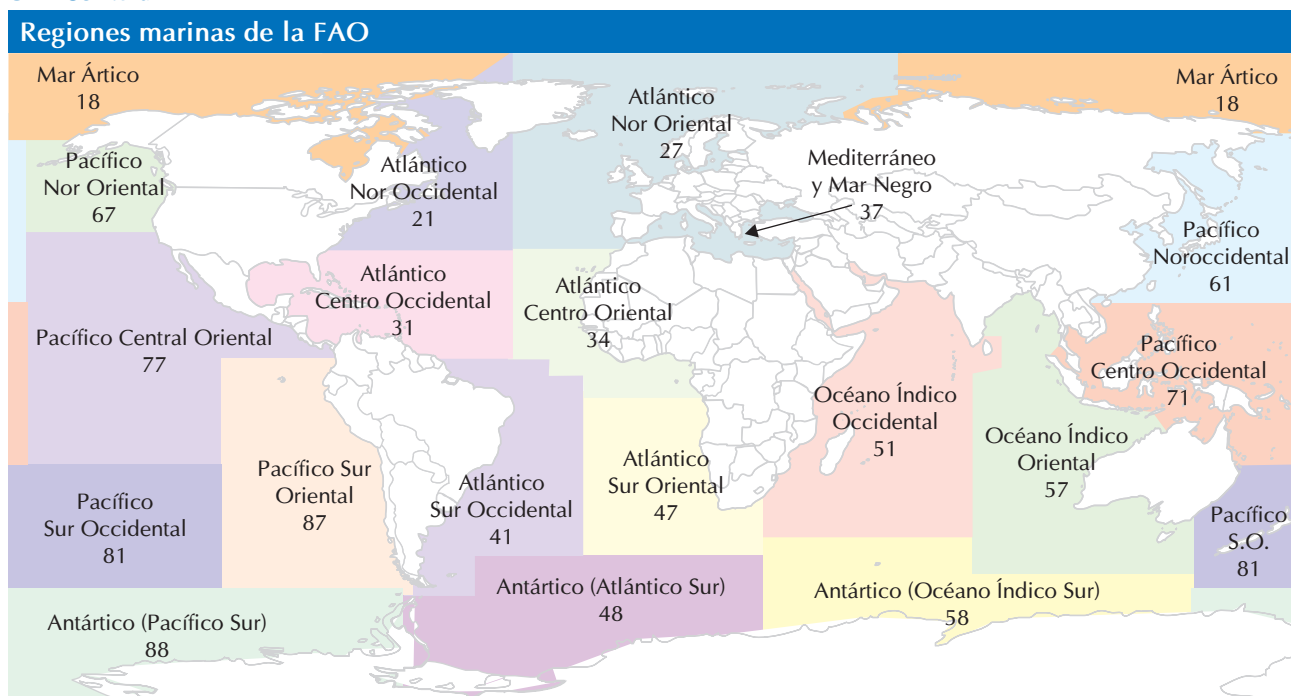 Regiones marinas de la FAO
Mar Ártico
18
Mar Ártico
18
Atlántico
Nor Oriental
27
Pacífico
Nor Oriental
67
Atlántico
Nor Occidental
21
Mediterráneo
y Mar Negro
37
Pacífico
Noroccidental
61
Atlántico
Centro Occidental
31
Atlántico
Centro Oriental
34
Pacífico Central Oriental
77
Pacífico
Centro Occidental
71
Océano Índico
Occidental
51
Océano Índico
Oriental
57
Pacífico Sur
Oriental
87
Atlántico
Sur Occidental
41
Atlántico
Sur Oriental
47
Pacífico
Sur Occidental
81
Pacífico
S.O.
81
Antártico (Atlántico Sur)
48
Antártico (Océano Índico Sur)
58
Antártico (Pacífico Sur)
88